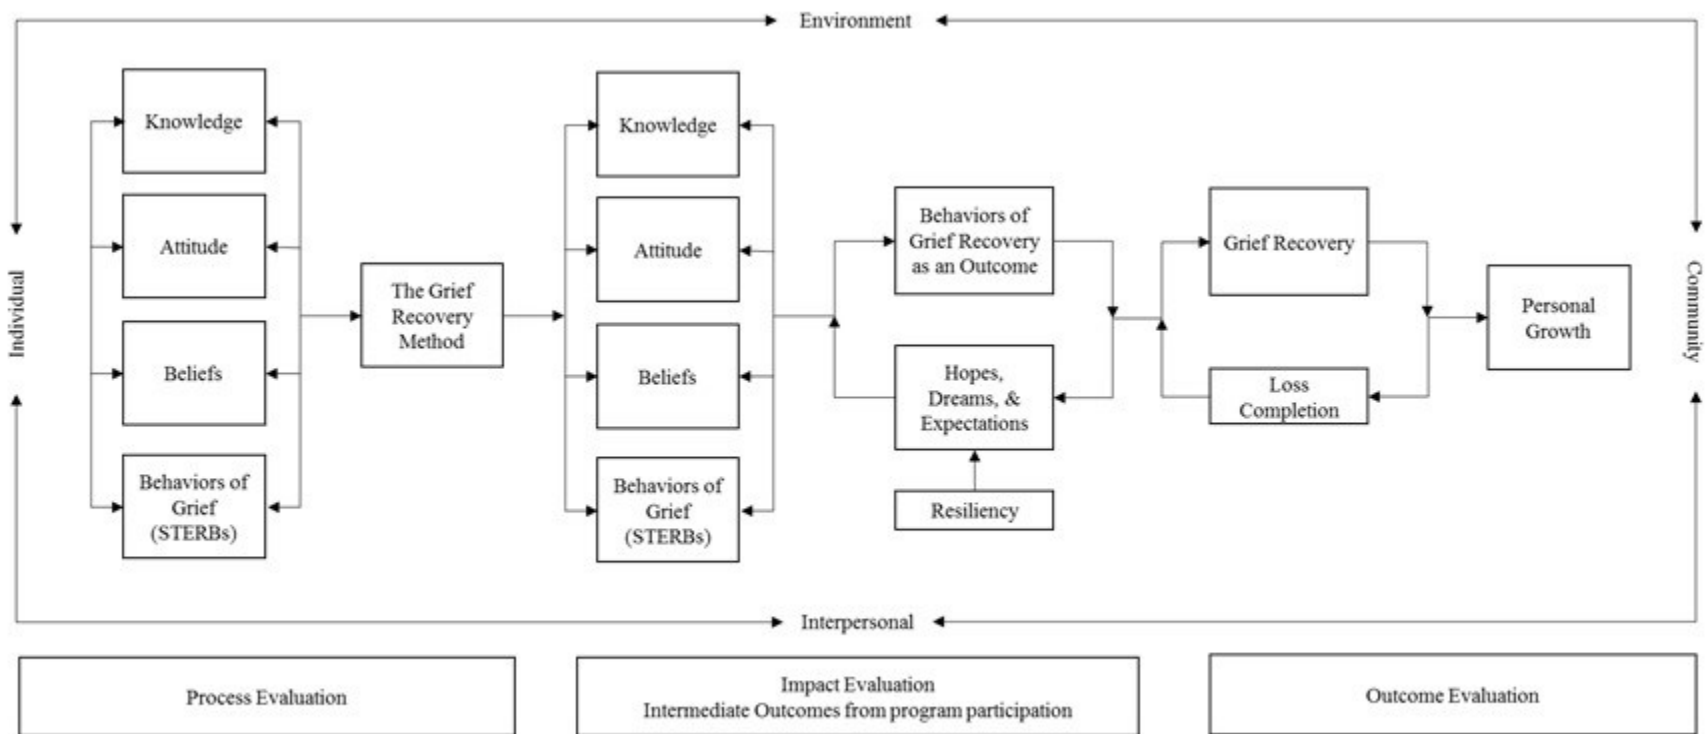 Environment
Individual
Knowledge
Attitude
Beliefs
Behaviors of
Grief
(STERBs)
The Grief
Recovery
Method
Knowledge
Attitude
Beliefs
Behaviors of
Grief
(STERBs)
Behaviors of
Grief Recovery
as an Outcome
Hopes,
Dreams, &
Expectations
Resiliency
Grief Recovery
Loss
Completion
Personal
Growth
Community
Interpersonal
Process Evaluation
Impact Evaluation
Intermediate Outcomes from program participation
Outcome Evaluation